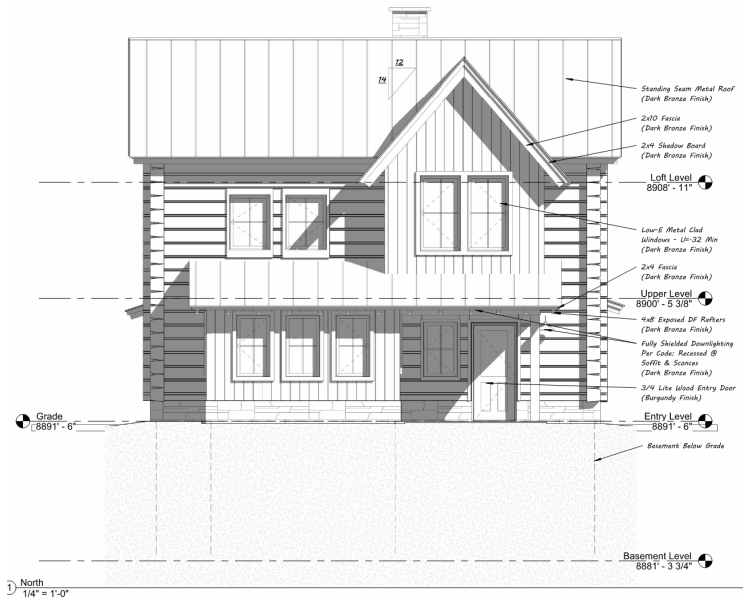 12
14
Standing Seam Metal Roof
(Dark Bronze Finish)
2x10 Fascia
(Dark Bronze Finish)
2x4 Shadow Board
(Dark Bronze Finish)
Loft Level
8908' - 11"
Low-E Metal Clad
Windows - U=-32 Min
(Dark Bronze Finish)
2x4 Fascia
(Dark Bronze Finish)
Upper Level
8900' - 5 3/8"
4x8 Exposed DF Rafters
(Dark Bronze Finish)
Fully Shielded Downlighting
Per Code: Recessed @
Soffit & Sconces
(Dark Bronze Finish)
3/4 Lite Wood Entry Door
(Burgundy Finish)
Grade
8891' - 6"
Entry Level
8891' - 6"
Basement Below Grade
Basement Level
8881' - 3 3/4"
1 North
1/4" = 1'-0"